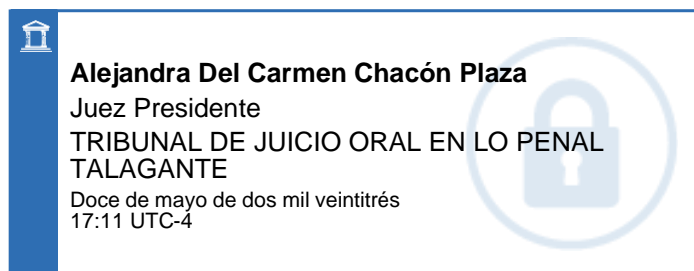 Alejandra Del Carmen Chacón Plaza
Juez Presidente
TRIBUNAL DE JUICIO ORAL EN LO PENAL
TALAGANTE
Doce de mayo de dos mil veintitrés
17:11 UTC-4